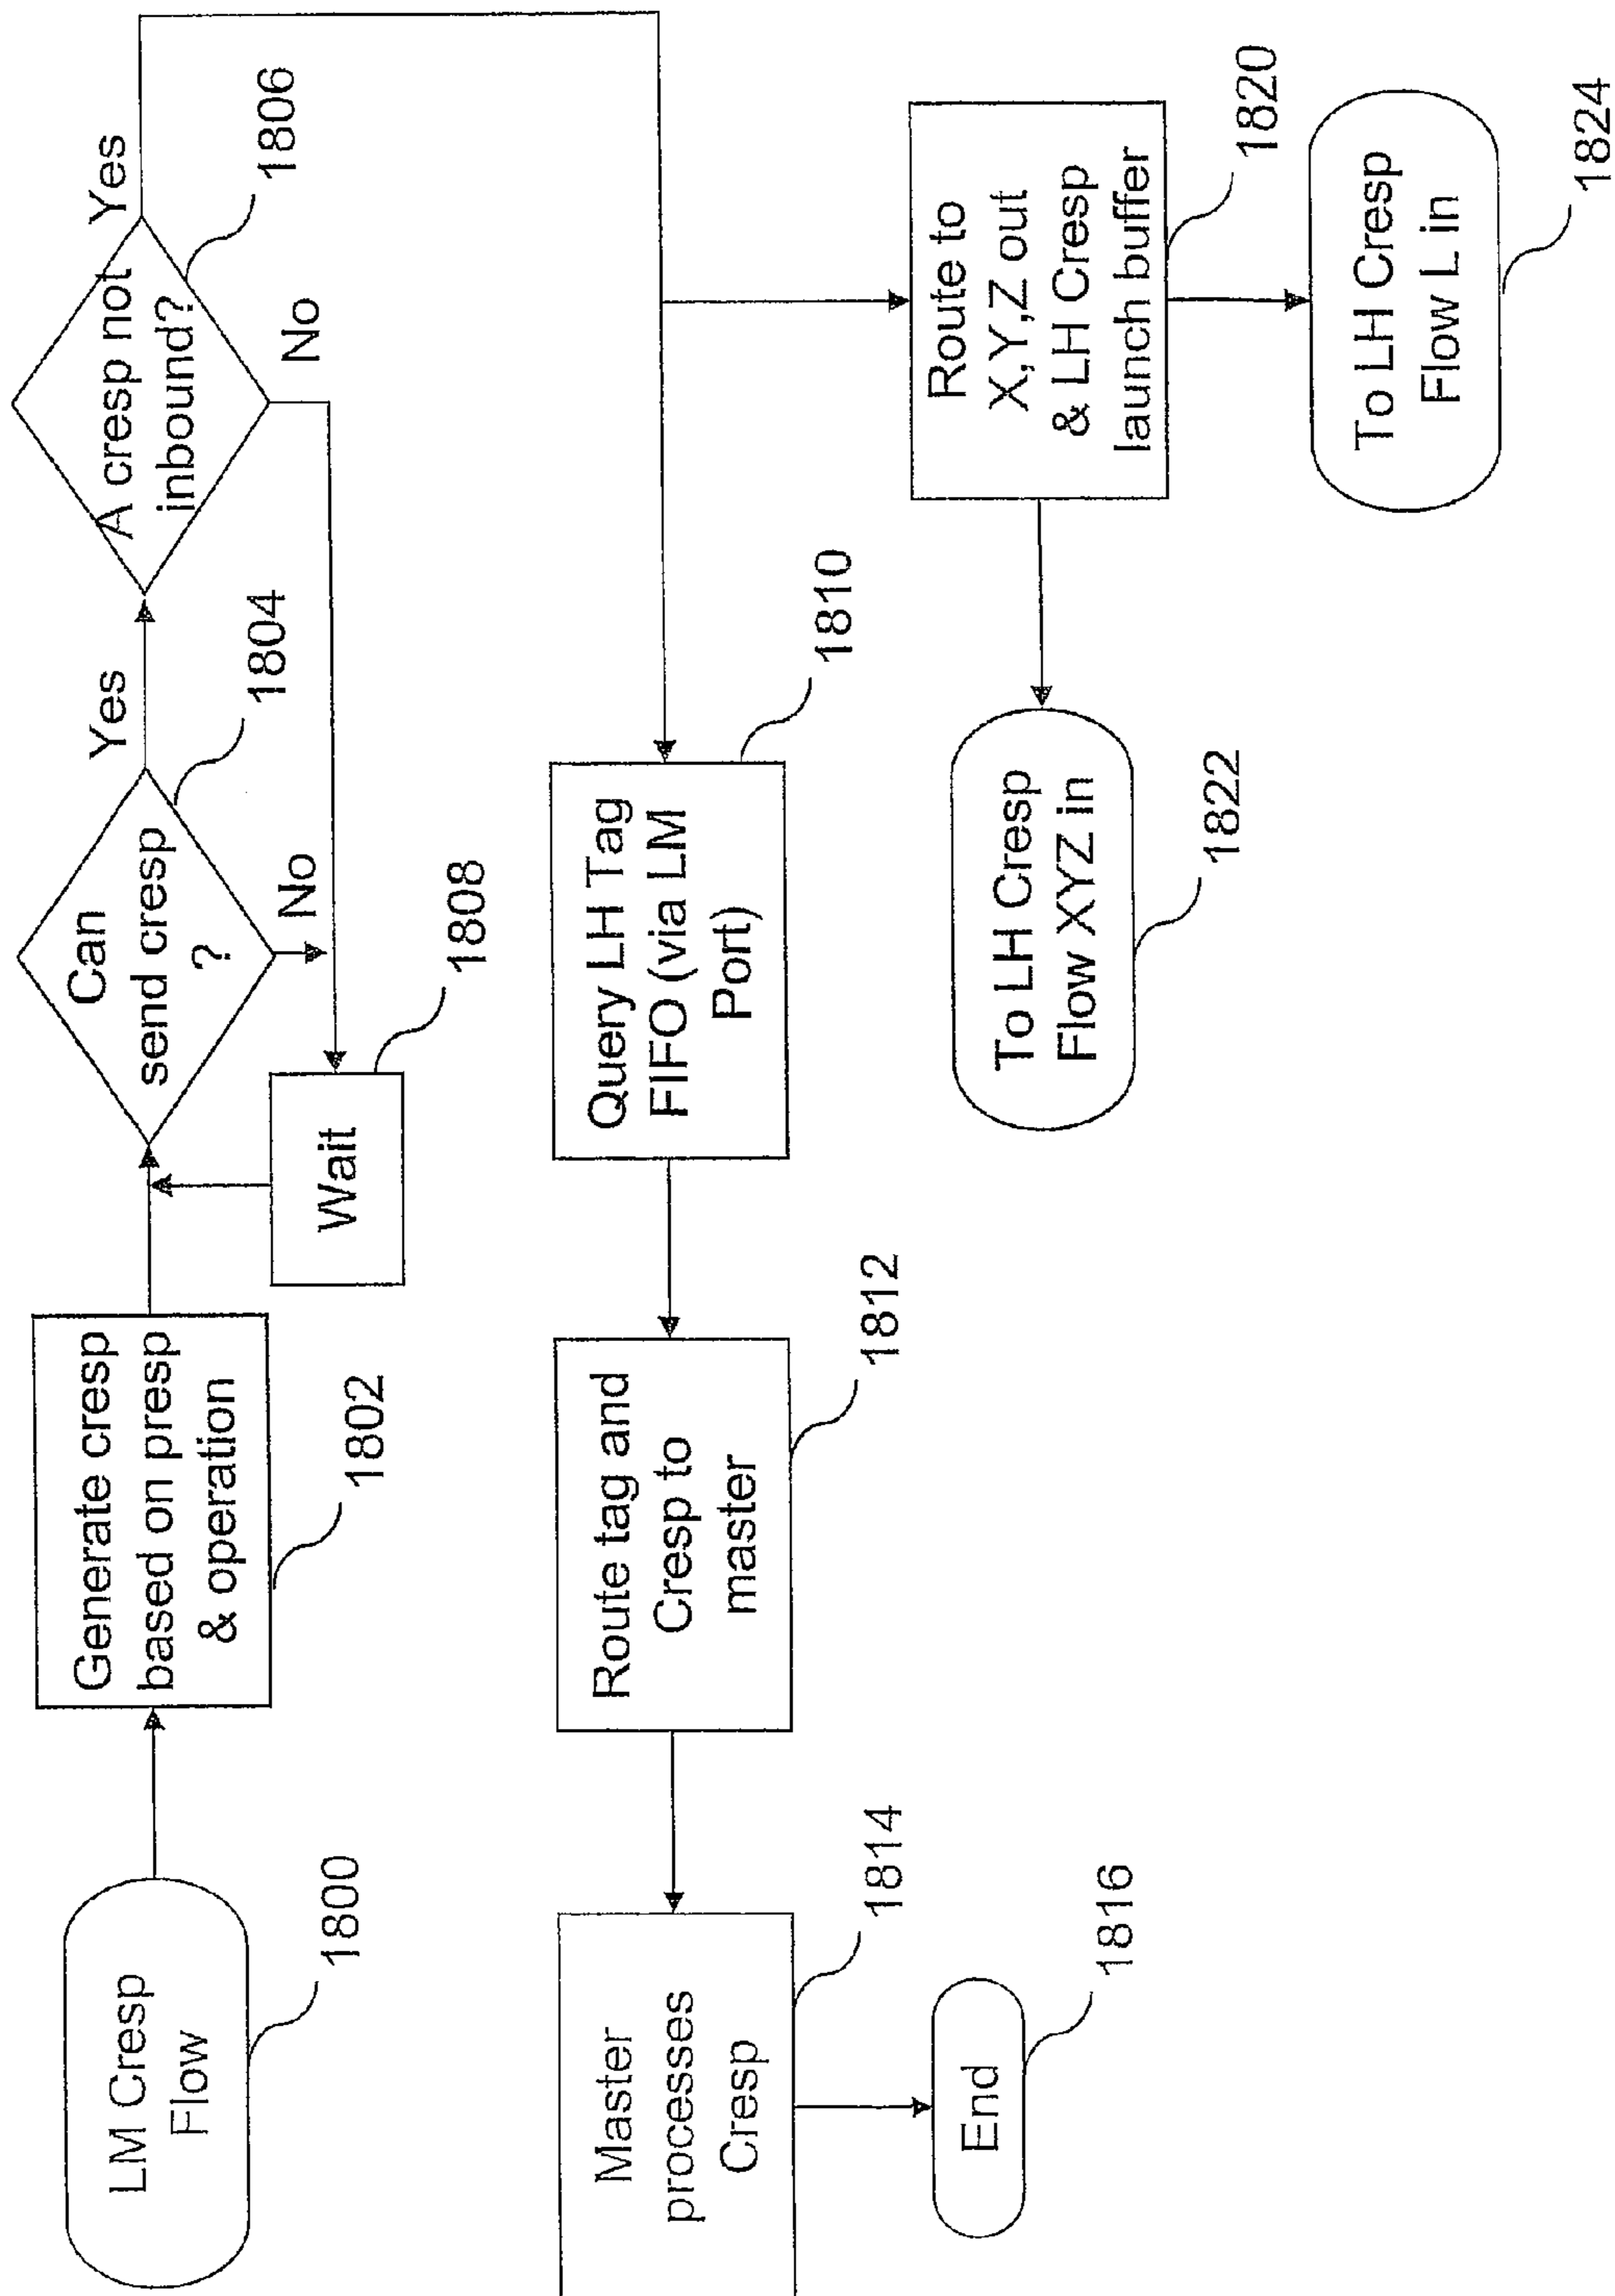 LM Cresp
Flow
1800
Generate cresp
based on presp
& operation
1802
Can
send cresp
?
1804
Yes
No
A cresp not
inbound?
1806
Yes
No
Wait
1808
Query LH Tag
FIFO (via LM
Port)
1810
Route tag and
Cresp to
master
1812
Master
processes
Cresp
1814
End
1816
Route to
X,Y,Z out
& LH Cresp
launch buffer
1820
To LH Cresp
Flow XYZ in
1822
To LH Cresp
Flow L in
1824